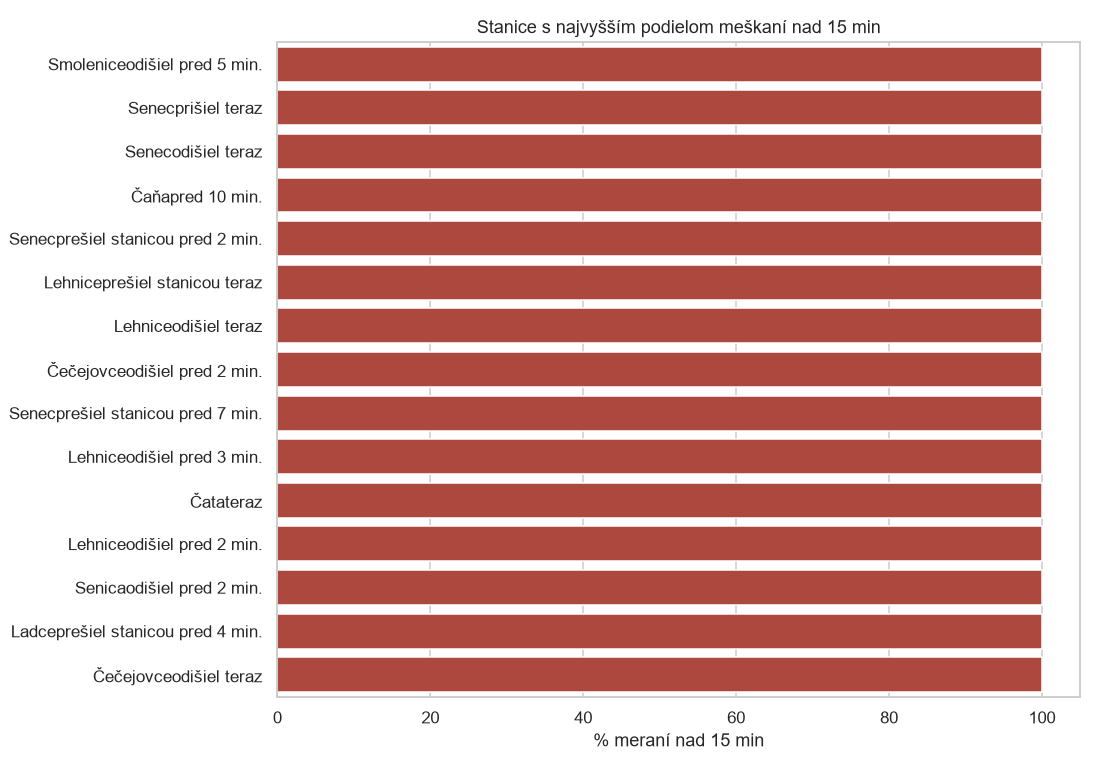 Stanice s najvyšším podielom meškaní nad 15 min
Smoleniceodišiel pred 5 min.
Senecprišiel teraz
Senecodišiel teraz
Čaňapred 10 min.
Senecprešiel stanicou pred 2 min.
Lehniceprešiel stanicou teraz
Lehniceodišiel teraz
Čečejovceodišiel pred 2 min.
Senecprešiel stanicou pred 7 min.
Lehniceodišiel pred 3 min.
Čatateraz
Lehniceodišiel pred 2 min.
Senicaodišiel pred 2 min.
Ladceprešiel stanicou pred 4 min.
Čečejovceodišiel teraz
0 20 40 60 80 100
% meraní nad 15 min